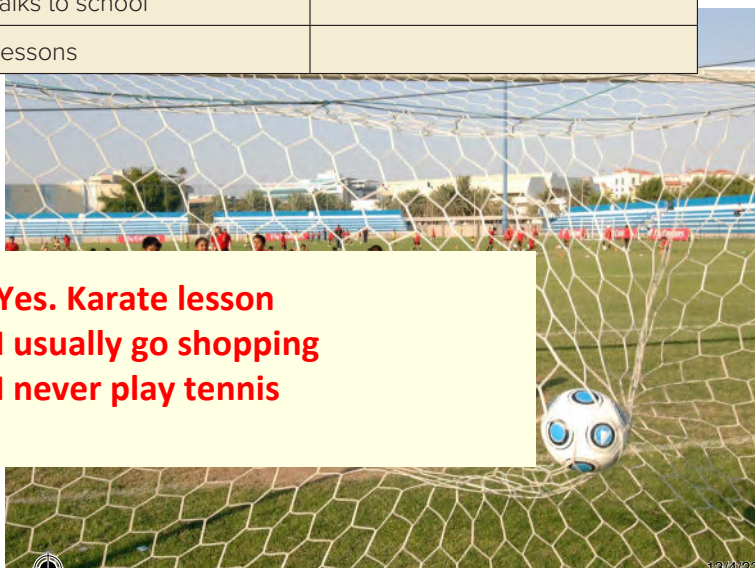 alks to school
essons
Yes. Karate lesson
I usually go shopping
I never play tennis